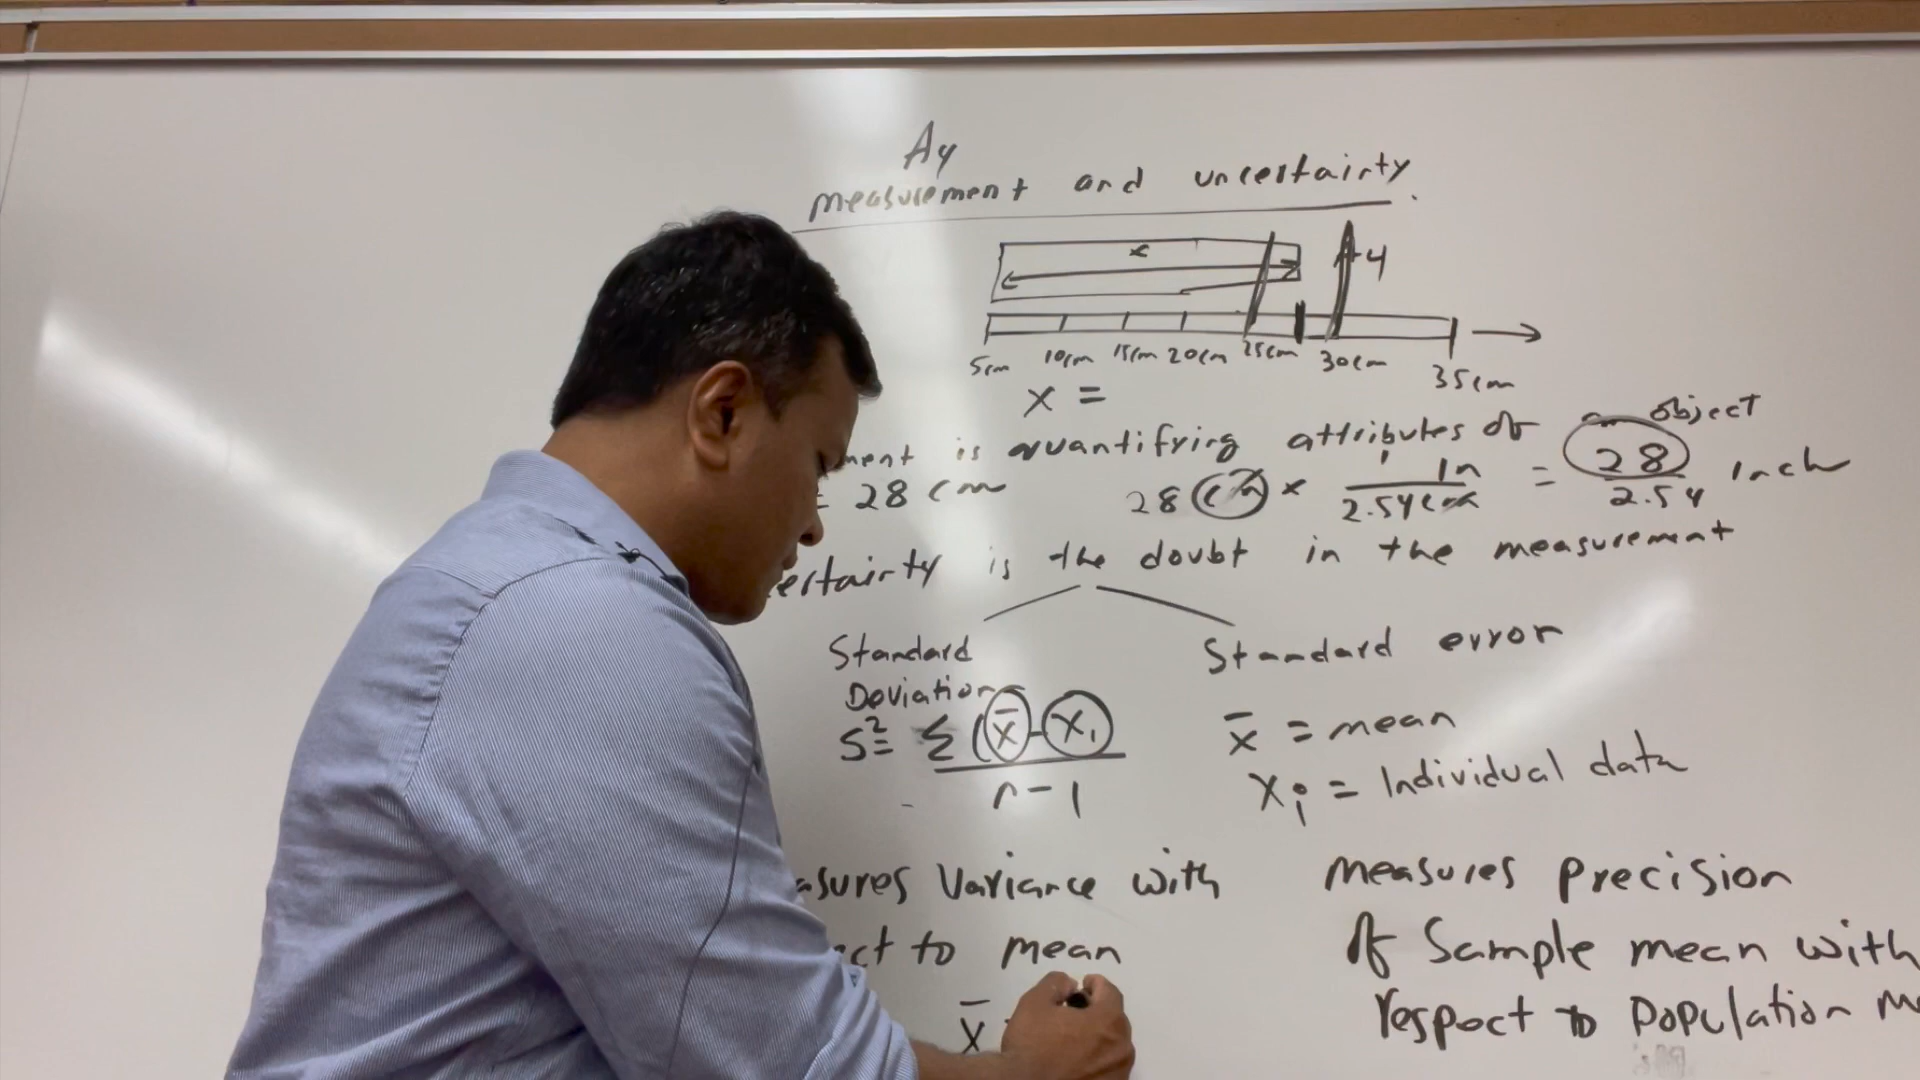 Ay
measurement and uncertainty.
x
4
5cm 10cm 15cm 20cm 25cm 30cm 35cm
x =
ment is quantifying attributes of an object
= 28 cm 28 cm × 1 in / 2.54 cm = 28 / 2.54 inch
ertainty is the doubt in the measurement
Standard Deviation
Standard error
S² = Σ (x̄ - xi / n - 1
x̄ = mean
xi = Individual data
asures Variance with
ect to mean
x̄
measures precision
of Sample mean with
respect to population m